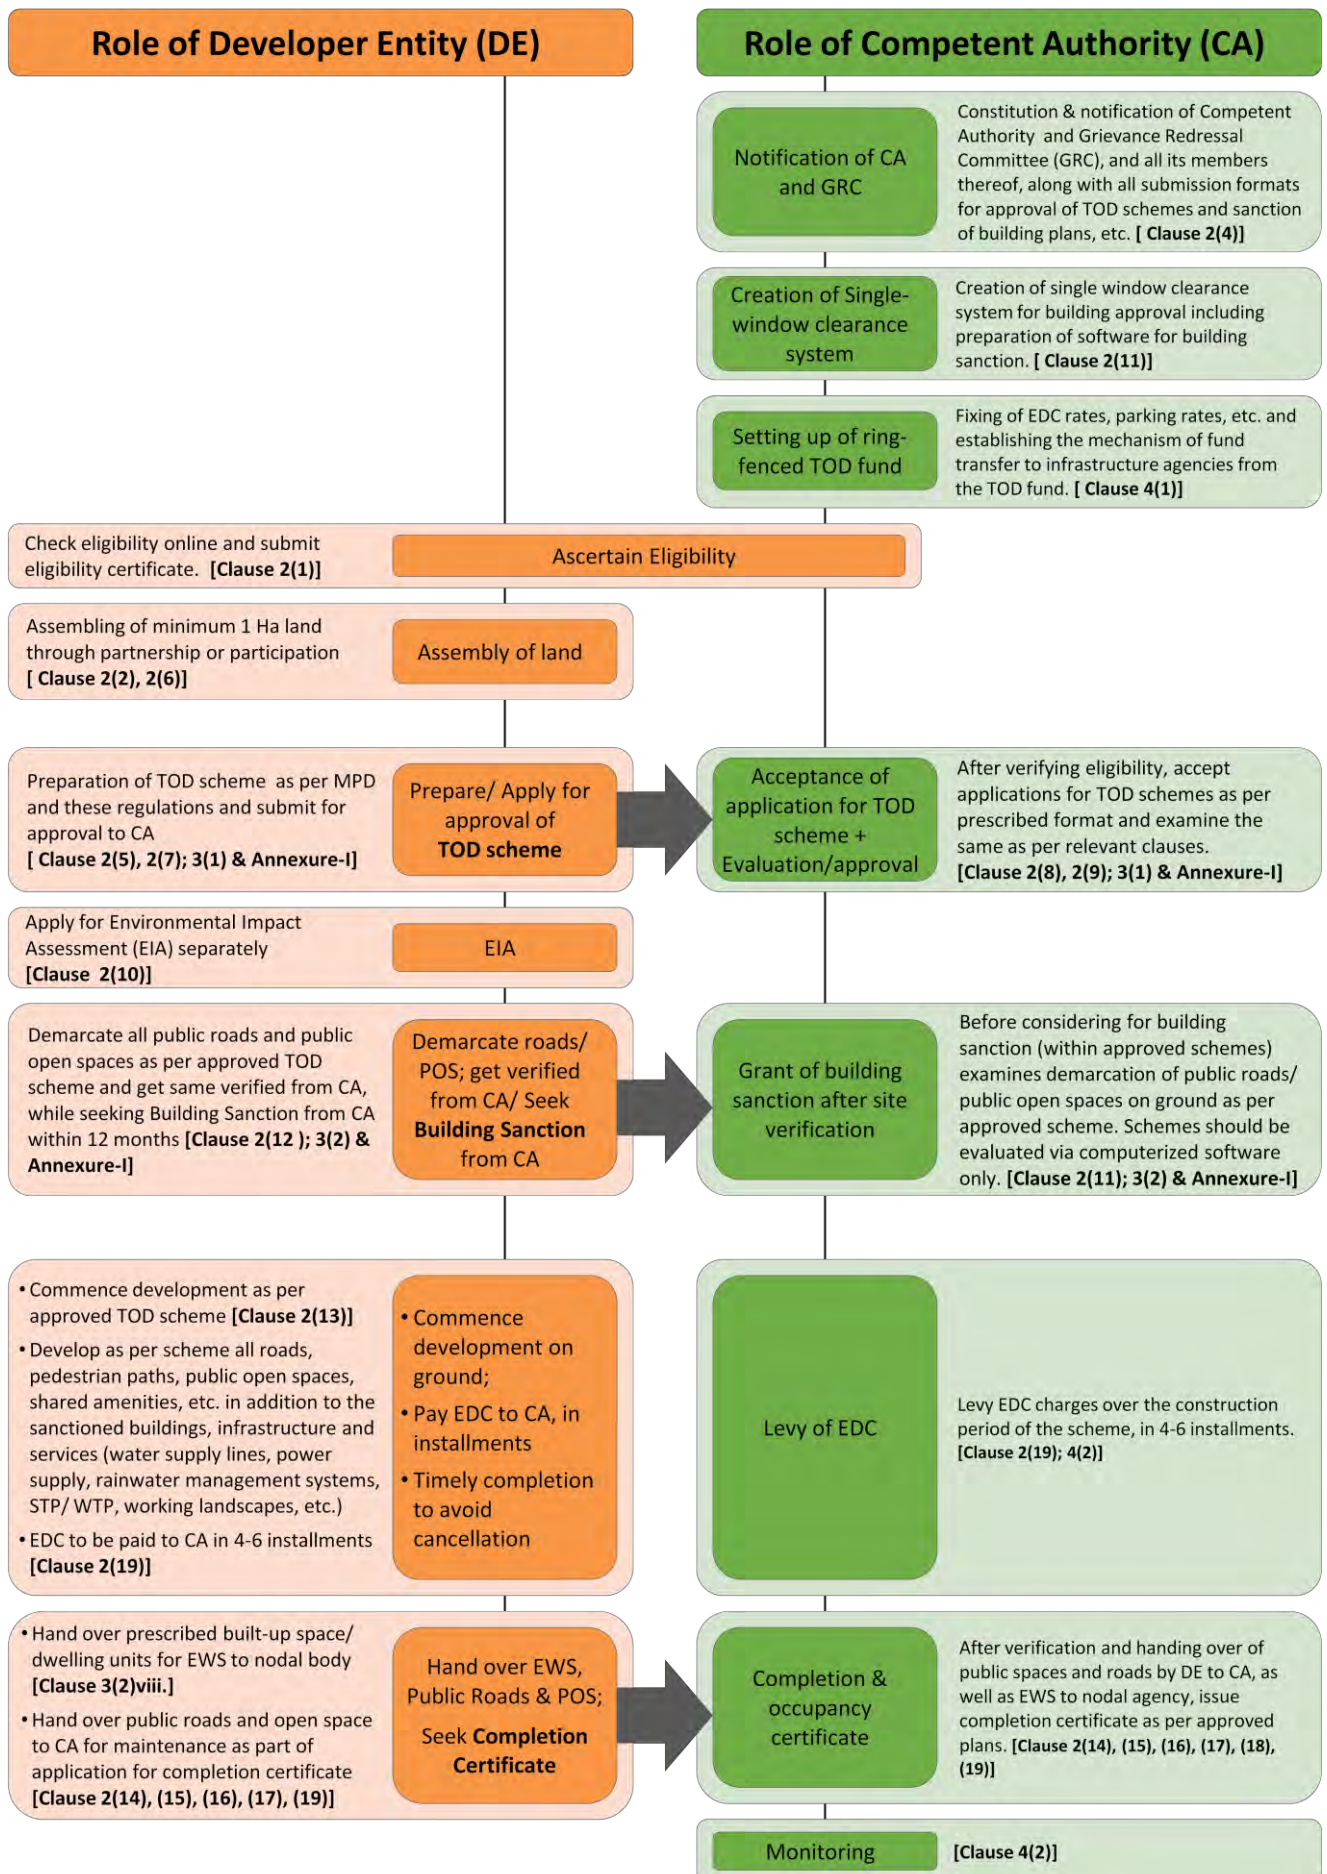 Role of Developer Entity (DE)
Role of Competent Authority (CA)
Notification of CA
and GRC
Constitution & notification of Competent
Authority and Grievance Redressal
Committee (GRC), and all its members
thereof, along with all submission formats
for approval of TOD schemes and sanction
of building plans, etc. [ Clause 2(4)]
Creation of Single-
window clearance
system
Creation of single window clearance
system for building approval including
preparation of software for building
sanction. [ Clause 2(11)]
Setting up of ring-
fenced TOD fund
Fixing of EDC rates, parking rates, etc. and
establishing the mechanism of fund
transfer to infrastructure agencies from
the TOD fund. [ Clause 4(1)]
Check eligibility online and submit
eligibility certificate. [Clause 2(1)]
Ascertain Eligibility
Assembling of minimum 1 Ha land
through partnership or participation
[ Clause 2(2), 2(6)]
Assembly of land
Preparation of TOD scheme as per MPD
and these regulations and submit for
approval to CA
[ Clause 2(5), 2(7); 3(1) & Annexure-I]
Prepare/ Apply for
approval of
TOD scheme
Acceptance of
application for TOD
scheme +
Evaluation/approval
After verifying eligibility, accept
applications for TOD schemes as per
prescribed format and examine the
same as per relevant clauses.
[Clause 2(8), 2(9); 3(1) & Annexure-I]
Apply for Environmental Impact
Assessment (EIA) separately
[Clause 2(10)]
EIA
Demarcate all public roads and public
open spaces as per approved TOD
scheme and get same verified from CA,
while seeking Building Sanction from CA
within 12 months [Clause 2(12 ); 3(2) &
Annexure-I]
Demarcate roads/
POS; get verified
from CA/ Seek
Building Sanction
from CA
Grant of building
sanction after site
verification
Before considering for building
sanction (within approved schemes)
examines demarcation of public roads/
public open spaces on ground as per
approved scheme. Schemes should be
evaluated via computerized software
only. [Clause 2(11); 3(2) & Annexure-I]
• Commence development as per
approved TOD scheme [Clause 2(13)]
• Develop as per scheme all roads,
pedestrian paths, public open spaces,
shared amenities, etc. in addition to the
sanctioned buildings, infrastructure and
services (water supply lines, power
supply, rainwater management systems,
STP/ WTP, working landscapes, etc.)
• EDC to be paid to CA in 4-6 installments
[Clause 2(19)]
• Commence
development on
ground;
• Pay EDC to CA, in
installments
• Timely completion
to avoid
cancellation
Levy of EDC
Levy EDC charges over the construction
period of the scheme, in 4-6 installments.
[Clause 2(19); 4(2)]
• Hand over prescribed built-up space/
dwelling units for EWS to nodal body
[Clause 3(2)viii.]
• Hand over public roads and open space
to CA for maintenance as part of
application for completion certificate
[Clause 2(14), (15), (16), (17), (19)]
Hand over EWS,
Public Roads & POS;
Seek Completion
Certificate
Completion &
occupancy
certificate
After verification and handing over of
public spaces and roads by DE to CA, as
well as EWS to nodal agency, issue
completion certificate as per approved
plans. [Clause 2(14), (15), (16), (17), (18),
(19)]
Monitoring
[Clause 4(2)]